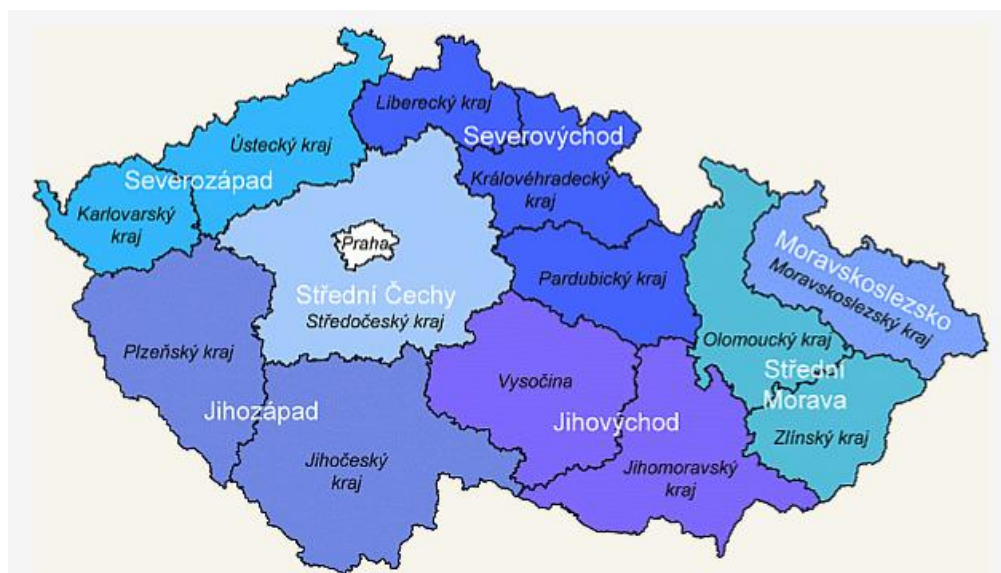 Liberecký kraj
Severovýchod
Ústecký kraj
Severozápad
Královéhradecký
kraj
Karlovarský
kraj
Praha
Pardubický kraj
Moravskoslezsko
Moravskoslezský kraj
Střední Čechy
Středočeský kraj
Olomoucký kraj
Plzeňský kraj
Vysočina
Střední
Morava
Jihozápad
Jihovýchod
Zlínský kraj
Jihočeský
kraj
Jihomoravský
kraj